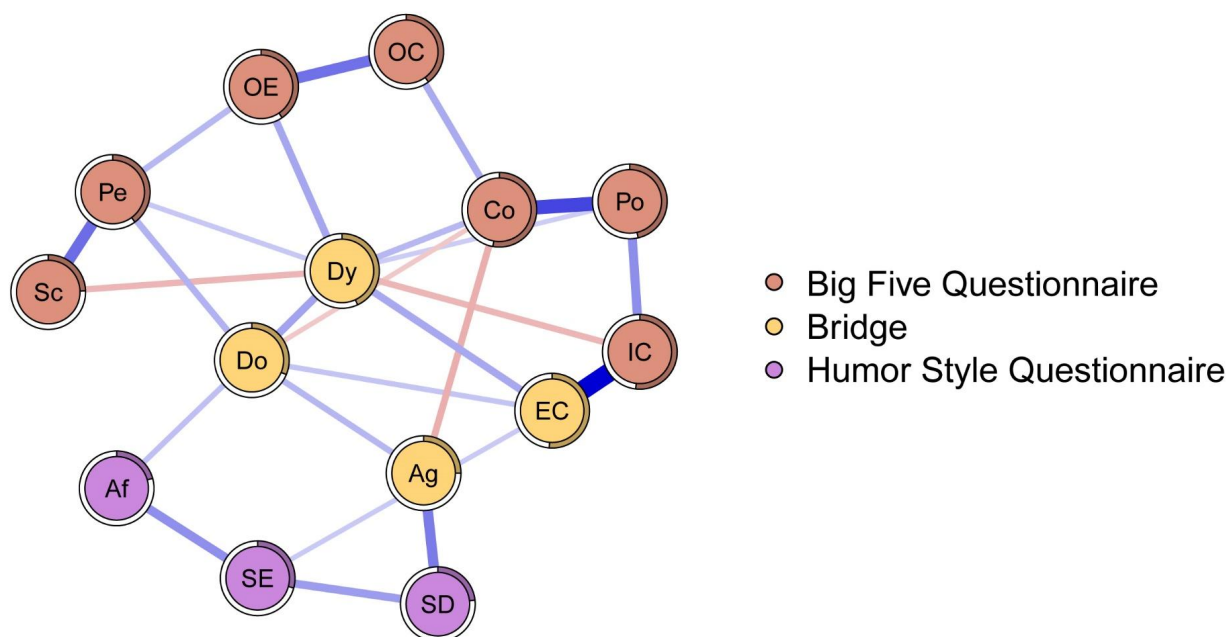 OC
OE
Pe
Po
Co
Dy
Sc
IC
Do
EC
Ag
Af
SE
SD
Big Five Questionnaire
Bridge
Humor Style Questionnaire